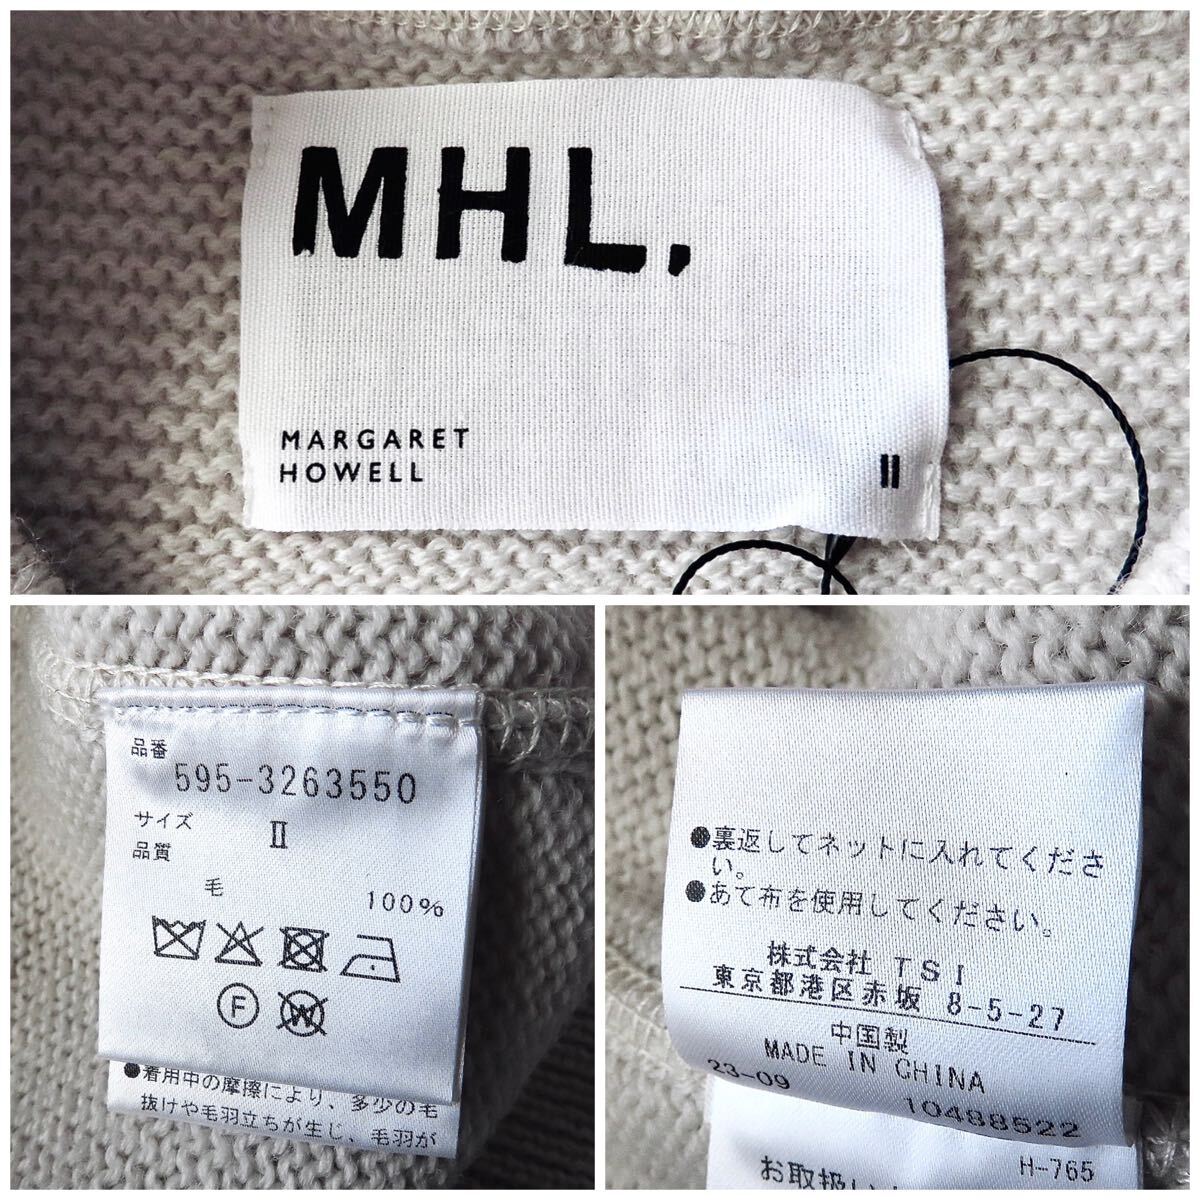 MHL.
MARGARET
HOWELL
II
品番
595-3263550
サイズ II
品質
毛 100%
F W
●着用中の摩擦により、多少の毛
抜けや毛羽立ちが生じ、毛羽が
●裏返してネットに入れてくださ
い。
●あて布を使用してください。
株式会社 TSI
東京都港区赤坂 8-5-27
中国製
MADE IN CHINA
23-09
10488522
H-765
お取扱い